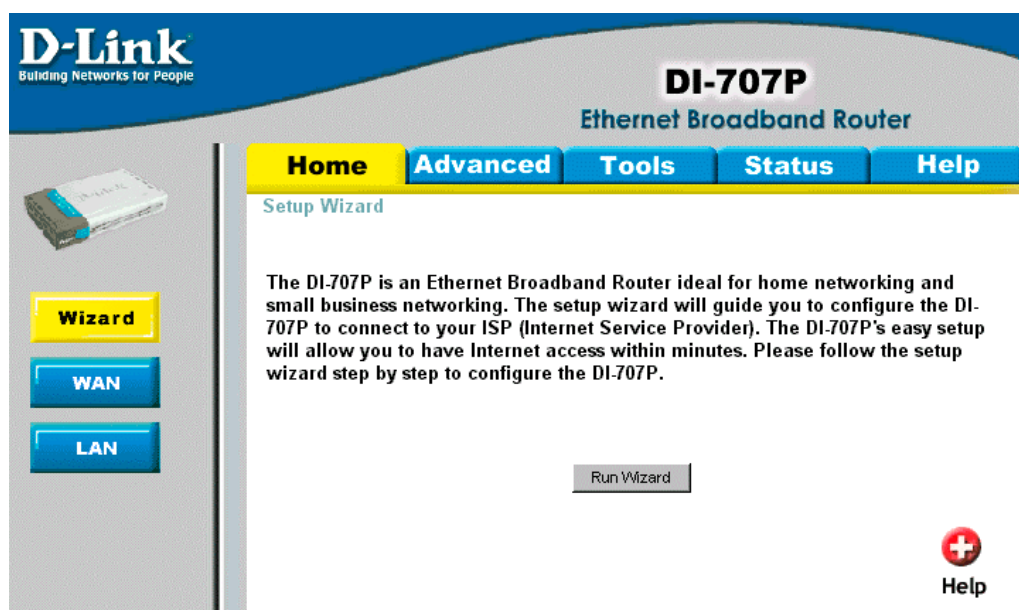 D-Link
Building Networks for People
DI-707P
Ethernet Broadband Router
Home
Advanced
Tools
Status
Help
Setup Wizard
The DI-707P is an Ethernet Broadband Router ideal for home networking and
small business networking. The setup wizard will guide you to configure the DI-
707P to connect to your ISP (Internet Service Provider). The DI-707P's easy setup
will allow you to have Internet access within minutes. Please follow the setup
wizard step by step to configure the DI-707P.
Wizard
WAN
LAN
Run Wizard
Help